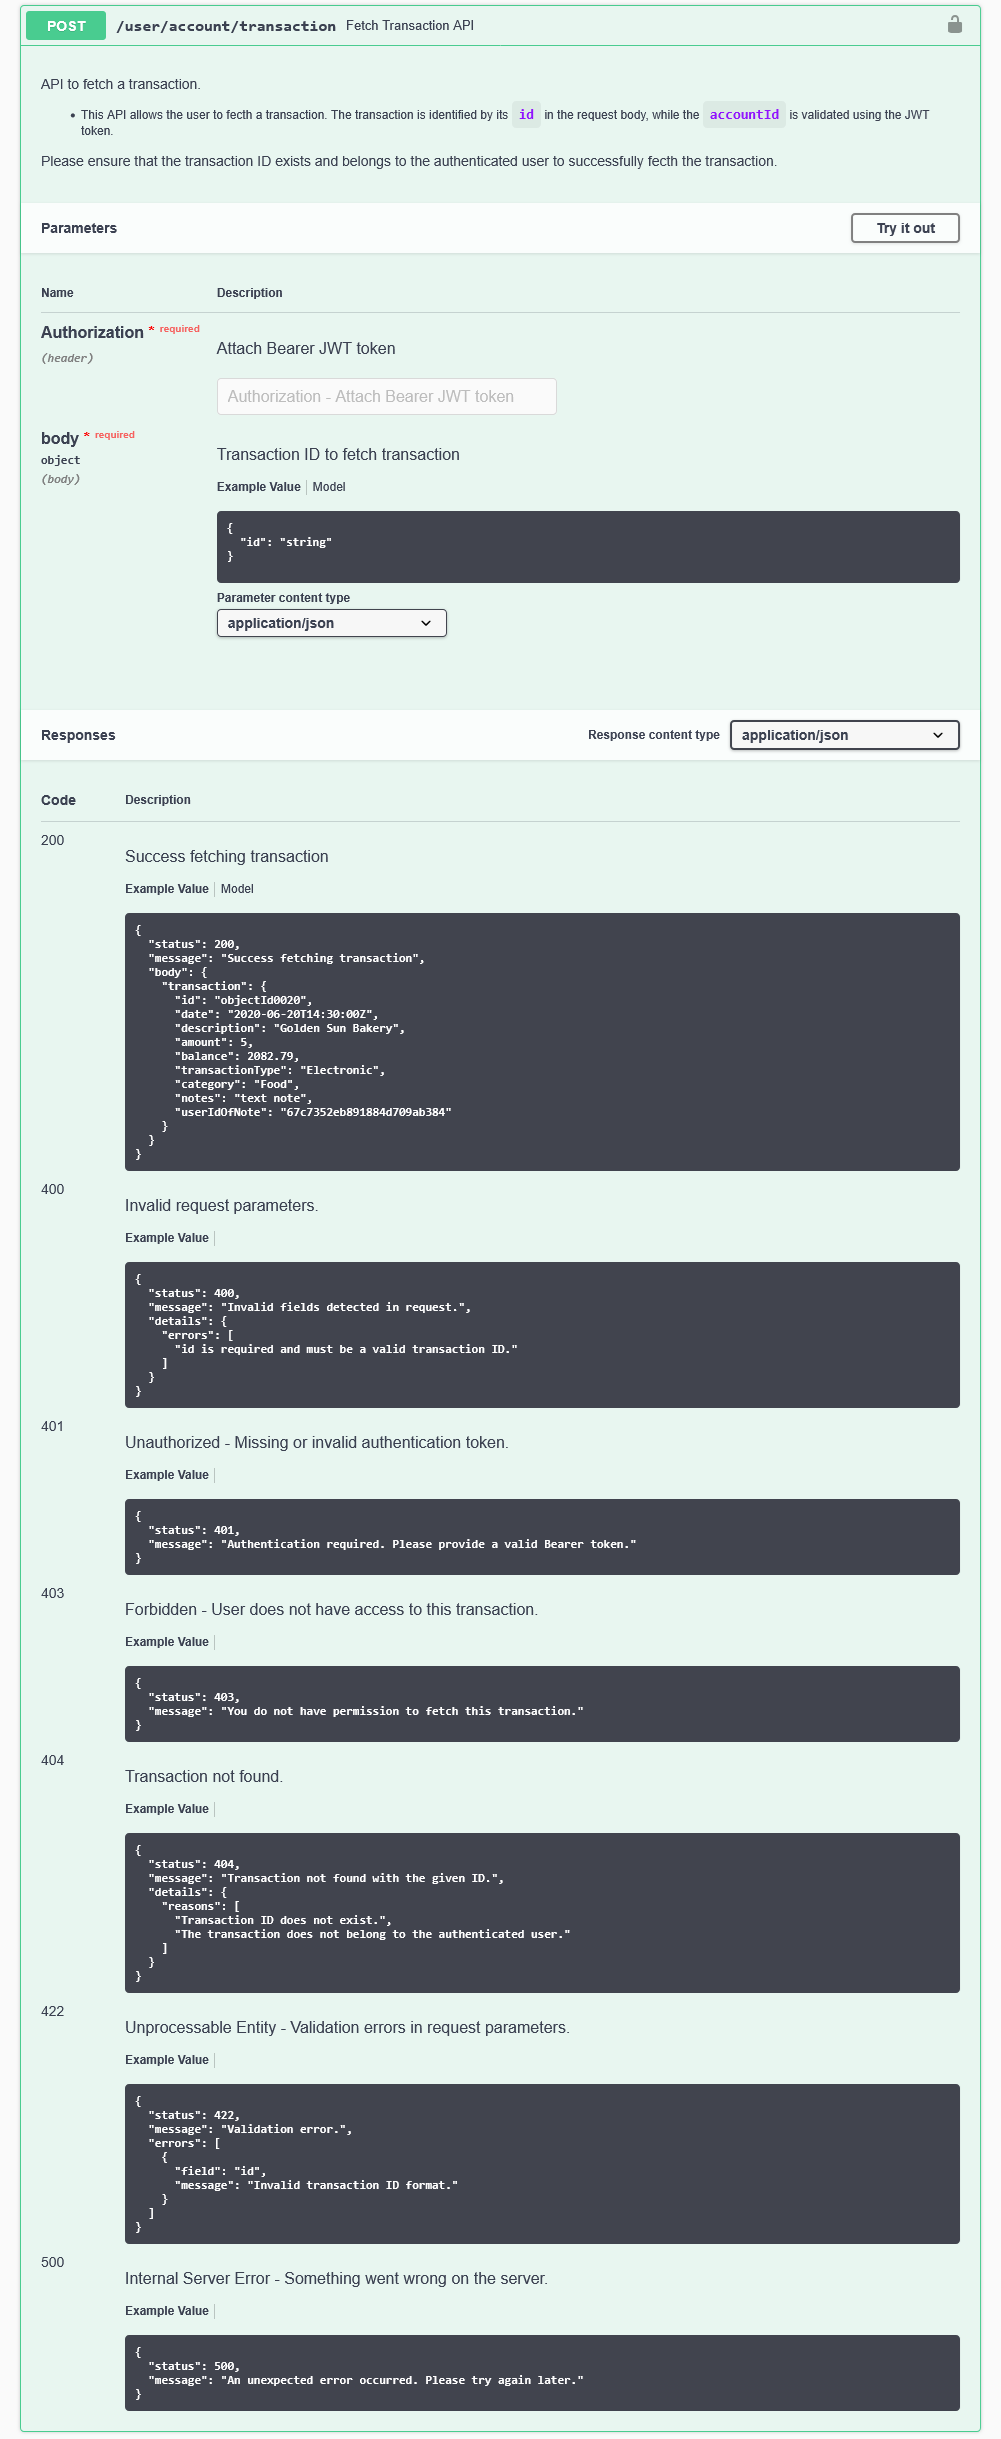 POST /user/account/transaction Fetch Transaction API
API to fetch a transaction.
• This API allows the user to fecth a transaction. The transaction is identified by its id in the request body, while the accountId is validated using the JWT
token.
Please ensure that the transaction ID exists and belongs to the authenticated user to successfully fecth the transaction.
Parameters Try it out
Name Description
Authorization * required
(header)
Attach Bearer JWT token
Authorization - Attach Bearer JWT token
body * required
object
(body)
Transaction ID to fetch transaction
Example Value Model
{
  "id": "string"
}
Parameter content type
application/json
Responses Response content type application/json
Code Description
200
Success fetching transaction
Example Value Model
{
  "status": 200,
  "message": "Success fetching transaction",
  "body": {
    "transaction": {
      "id": "objectId0020",
      "date": "2020-06-20T14:30:00Z",
      "description": "Golden Sun Bakery",
      "amount": 5,
      "balance": 2082.79,
      "transactionType": "Electronic",
      "category": "Food",
      "notes": "text note",
      "userIdOfNote": "67c7352eb891884d709ab384"
    }
  }
}
400
Invalid request parameters.
Example Value
{
  "status": 400,
  "message": "Invalid fields detected in request.",
  "details": {
    "errors": [
      "id is required and must be a valid transaction ID."
    ]
  }
}
401
Unauthorized - Missing or invalid authentication token.
Example Value
{
  "status": 401,
  "message": "Authentication required. Please provide a valid Bearer token."
}
403
Forbidden - User does not have access to this transaction.
Example Value
{
  "status": 403,
  "message": "You do not have permission to fetch this transaction."
}
404
Transaction not found.
Example Value
{
  "status": 404,
  "message": "Transaction not found with the given ID.",
  "details": {
    "reasons": [
      "Transaction ID does not exist.",
      "The transaction does not belong to the authenticated user."
    ]
  }
}
422
Unprocessable Entity - Validation errors in request parameters.
Example Value
{
  "status": 422,
  "message": "Validation error.",
  "errors": [
    {
      "field": "id",
      "message": "Invalid transaction ID format."
    }
  ]
}
500
Internal Server Error - Something went wrong on the server.
Example Value
{
  "status": 500,
  "message": "An unexpected error occurred. Please try again later."
}